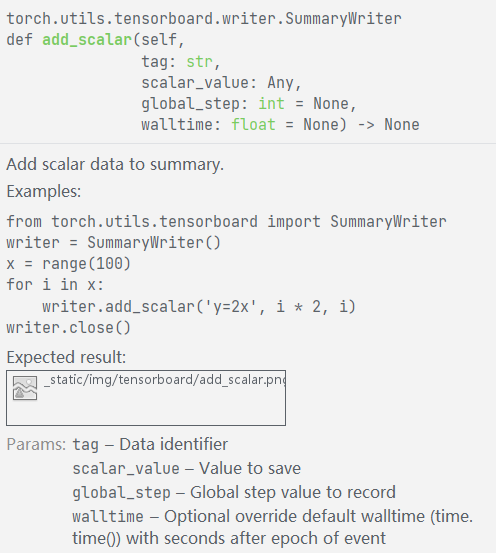 torch.utils.tensorboard.writer.SummaryWriter
def add_scalar(self,
               tag: str,
               scalar_value: Any,
               global_step: int = None,
               walltime: float = None) -> None
Add scalar data to summary.
Examples:
from torch.utils.tensorboard import SummaryWriter
writer = SummaryWriter()
x = range(100)
for i in x:
    writer.add_scalar('y=2x', i * 2, i)
writer.close()
Expected result:
_static/img/tensorboard/add_scalar.png
Params: tag – Data identifier
scalar_value – Value to save
global_step – Global step value to record
walltime – Optional override default walltime (time.
time()) with seconds after epoch of event